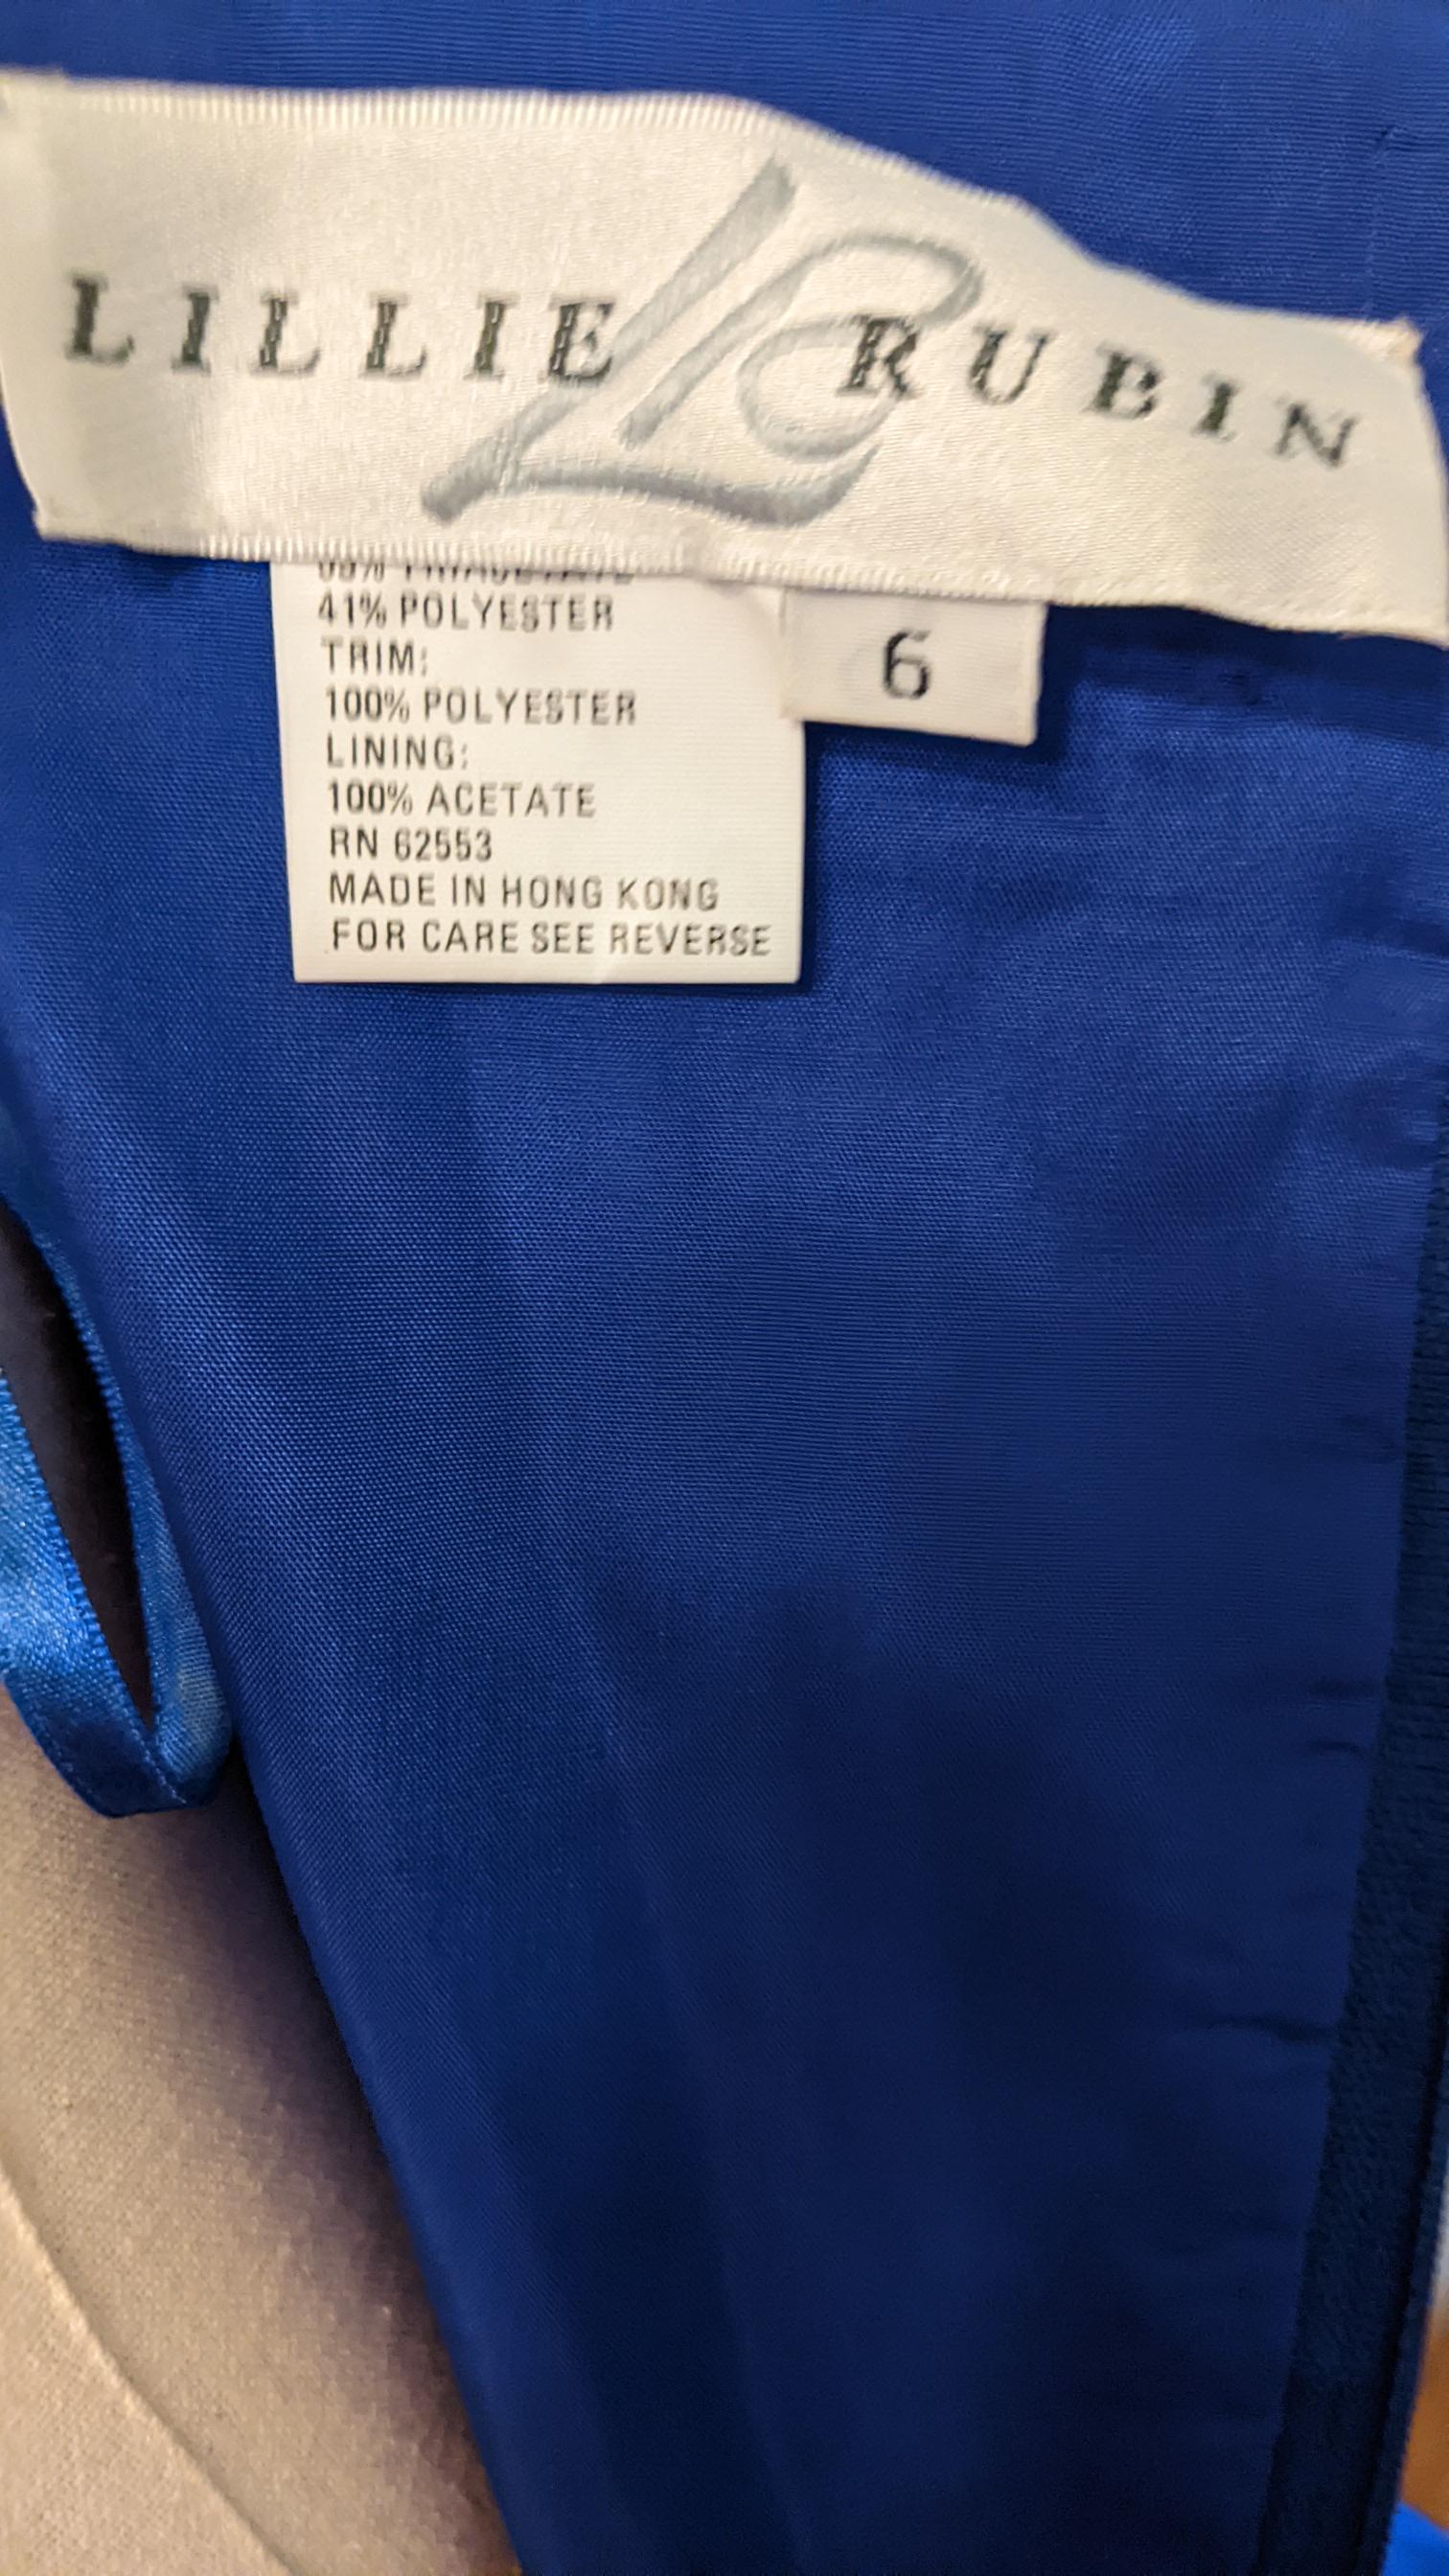 LILLIE LR RUBIN
41% POLYESTER
TRIM:
100% POLYESTER
LINING:
100% ACETATE
RN 62553
MADE IN HONG KONG
FOR CARE SEE REVERSE
6